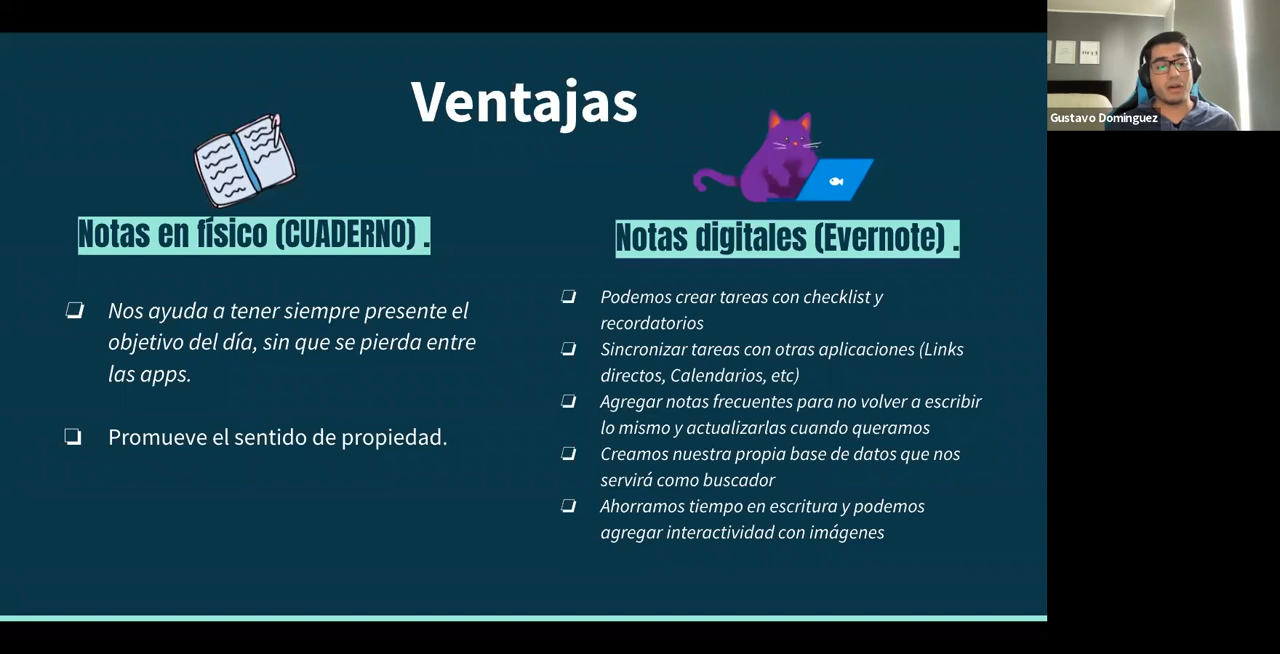 Ventajas
Notas en físico (CUADERNO) .
Nos ayuda a tener siempre presente el
objetivo del día, sin que se pierda entre
las apps.
Promueve el sentido de propiedad.
Notas digitales (Evernote) .
Podemos crear tareas con checklist y
recordatorios
Sincronizar tareas con otras aplicaciones (Links
directos, Calendarios, etc)
Agregar notas frecuentes para no volver a escribir
lo mismo y actualizarlas cuando queramos
Creamos nuestra propia base de datos que nos
servirá como buscador
Ahorramos tiempo en escritura y podemos
agregar interactividad con imágenes
Gustavo Dominguez